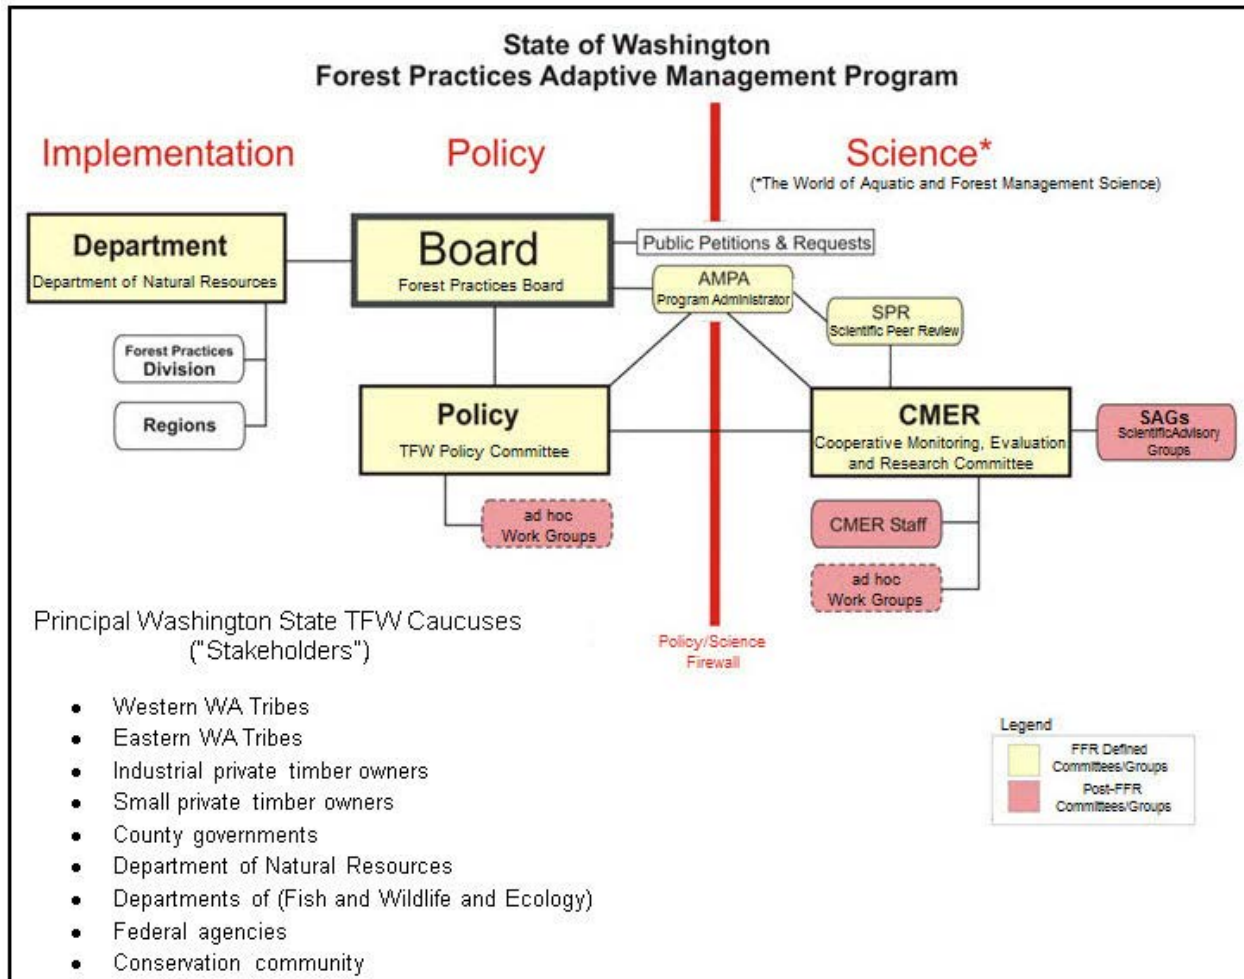 State of Washington
Forest Practices Adaptive Management Program
Implementation
Policy
Science*
(*The World of Aquatic and Forest Management Science)
Department
Department of Natural Resources
Board
Forest Practices Board
Public Petitions & Requests
AMPA
Program Administrator
SPR
Scientific Peer Review
Forest Practices
Division
Regions
Policy
TFW Policy Committee
CMER
Cooperative Monitoring, Evaluation
and Research Committee
SAGs
ScientificAdvisory
Groups
ad hoc
Work Groups
CMER Staff
ad hoc
Work Groups
Policy/Science
Firewall
Principal Washington State TFW Caucuses
("Stakeholders")
• Western WA Tribes
• Eastern WA Tribes
• Industrial private timber owners
• Small private timber owners
• County governments
• Department of Natural Resources
• Departments of (Fish and Wildlife and Ecology)
• Federal agencies
• Conservation community
Legend
FFR Defined
Committees/Groups
Post-FFR
Committees/Groups